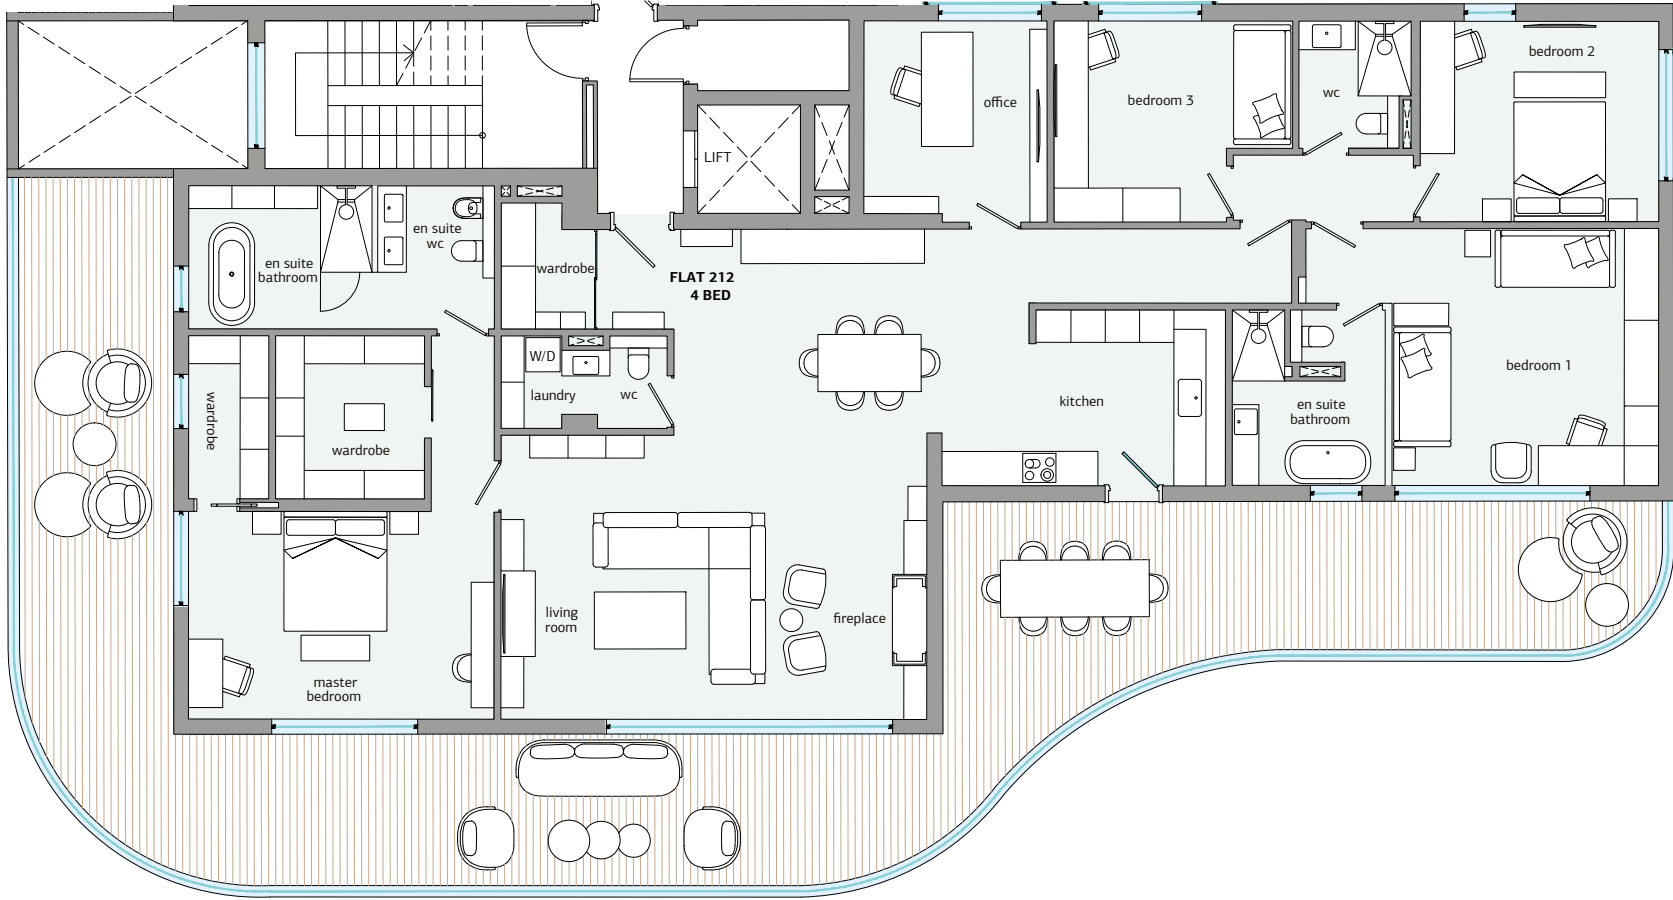 bedroom 2
office
bedroom 3
wc
LIFT
en suite
wc
en suite
bathroom
wardrobe
FLAT 212
4 BED
W/D
laundry
wc
kitchen
en suite
bathroom
bedroom 1
wardrobe
wardrobe
living
room
fireplace
master
bedroom